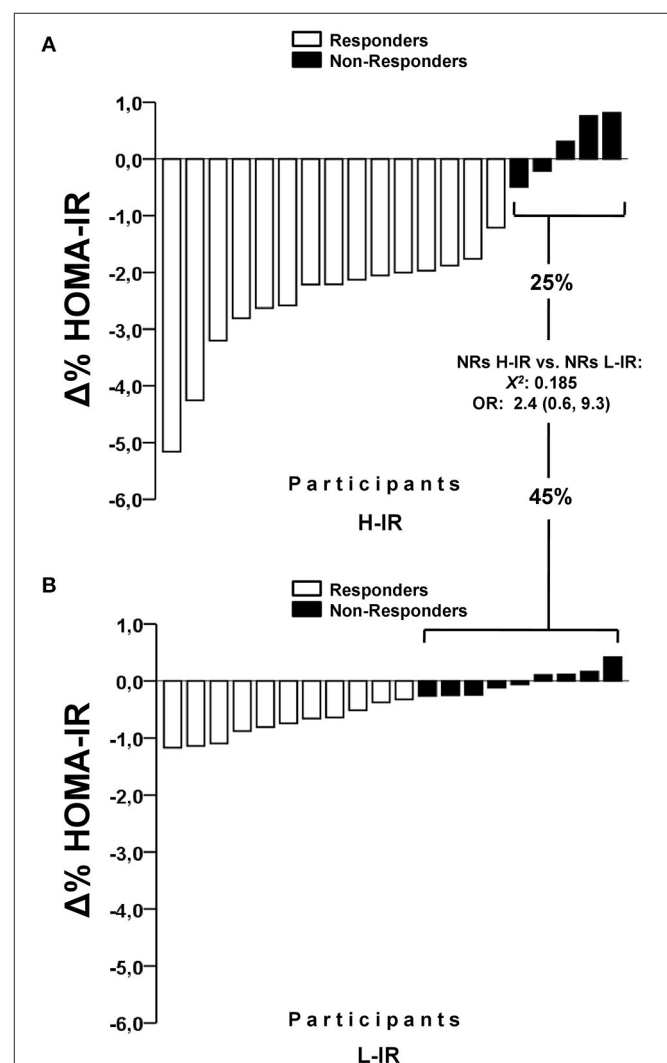 A
Responders
Non-Responders
Δ% HOMA-IR
1,0
0,0
-1,0
-2,0
-3,0
-4,0
-5,0
-6,0
25%
NRs H-IR vs. NRs L-IR:
X²: 0.185
OR: 2.4 (0.6, 9.3)
45%
Participants
H-IR
B
Responders
Non-Responders
Δ% HOMA-IR
1,0
0,0
-1,0
-2,0
-3,0
-4,0
-5,0
-6,0
Participants
L-IR